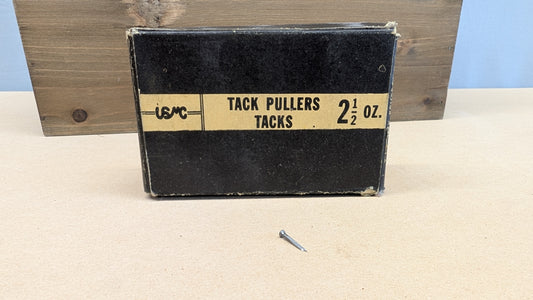 USMC
TACK PULLERS
TACKS
2 1/2 OZ.